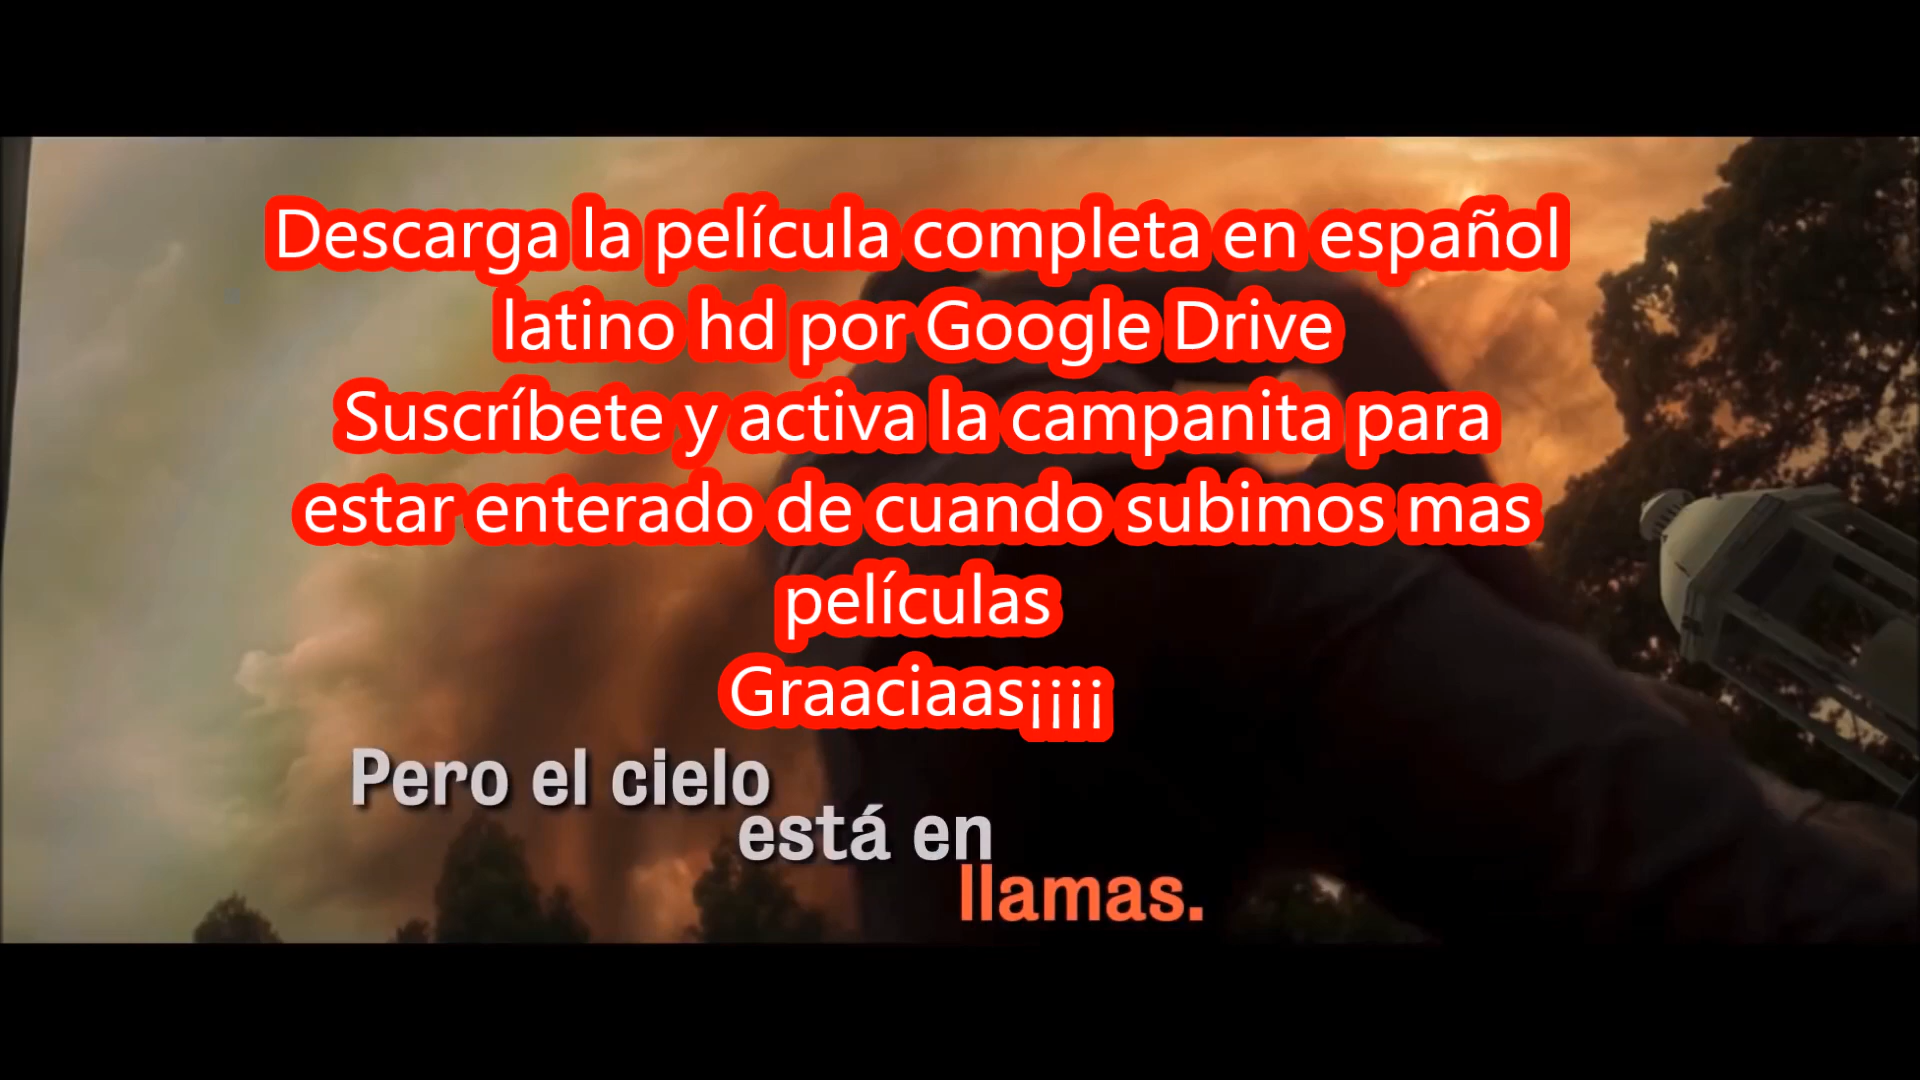 Descarga la película completa en español
latino hd por Google Drive
Suscríbete y activa la campanita para
estar enterado de cuando subimos mas
películas
Graaciaas¡¡¡¡
Pero el cielo
está en
llamas.